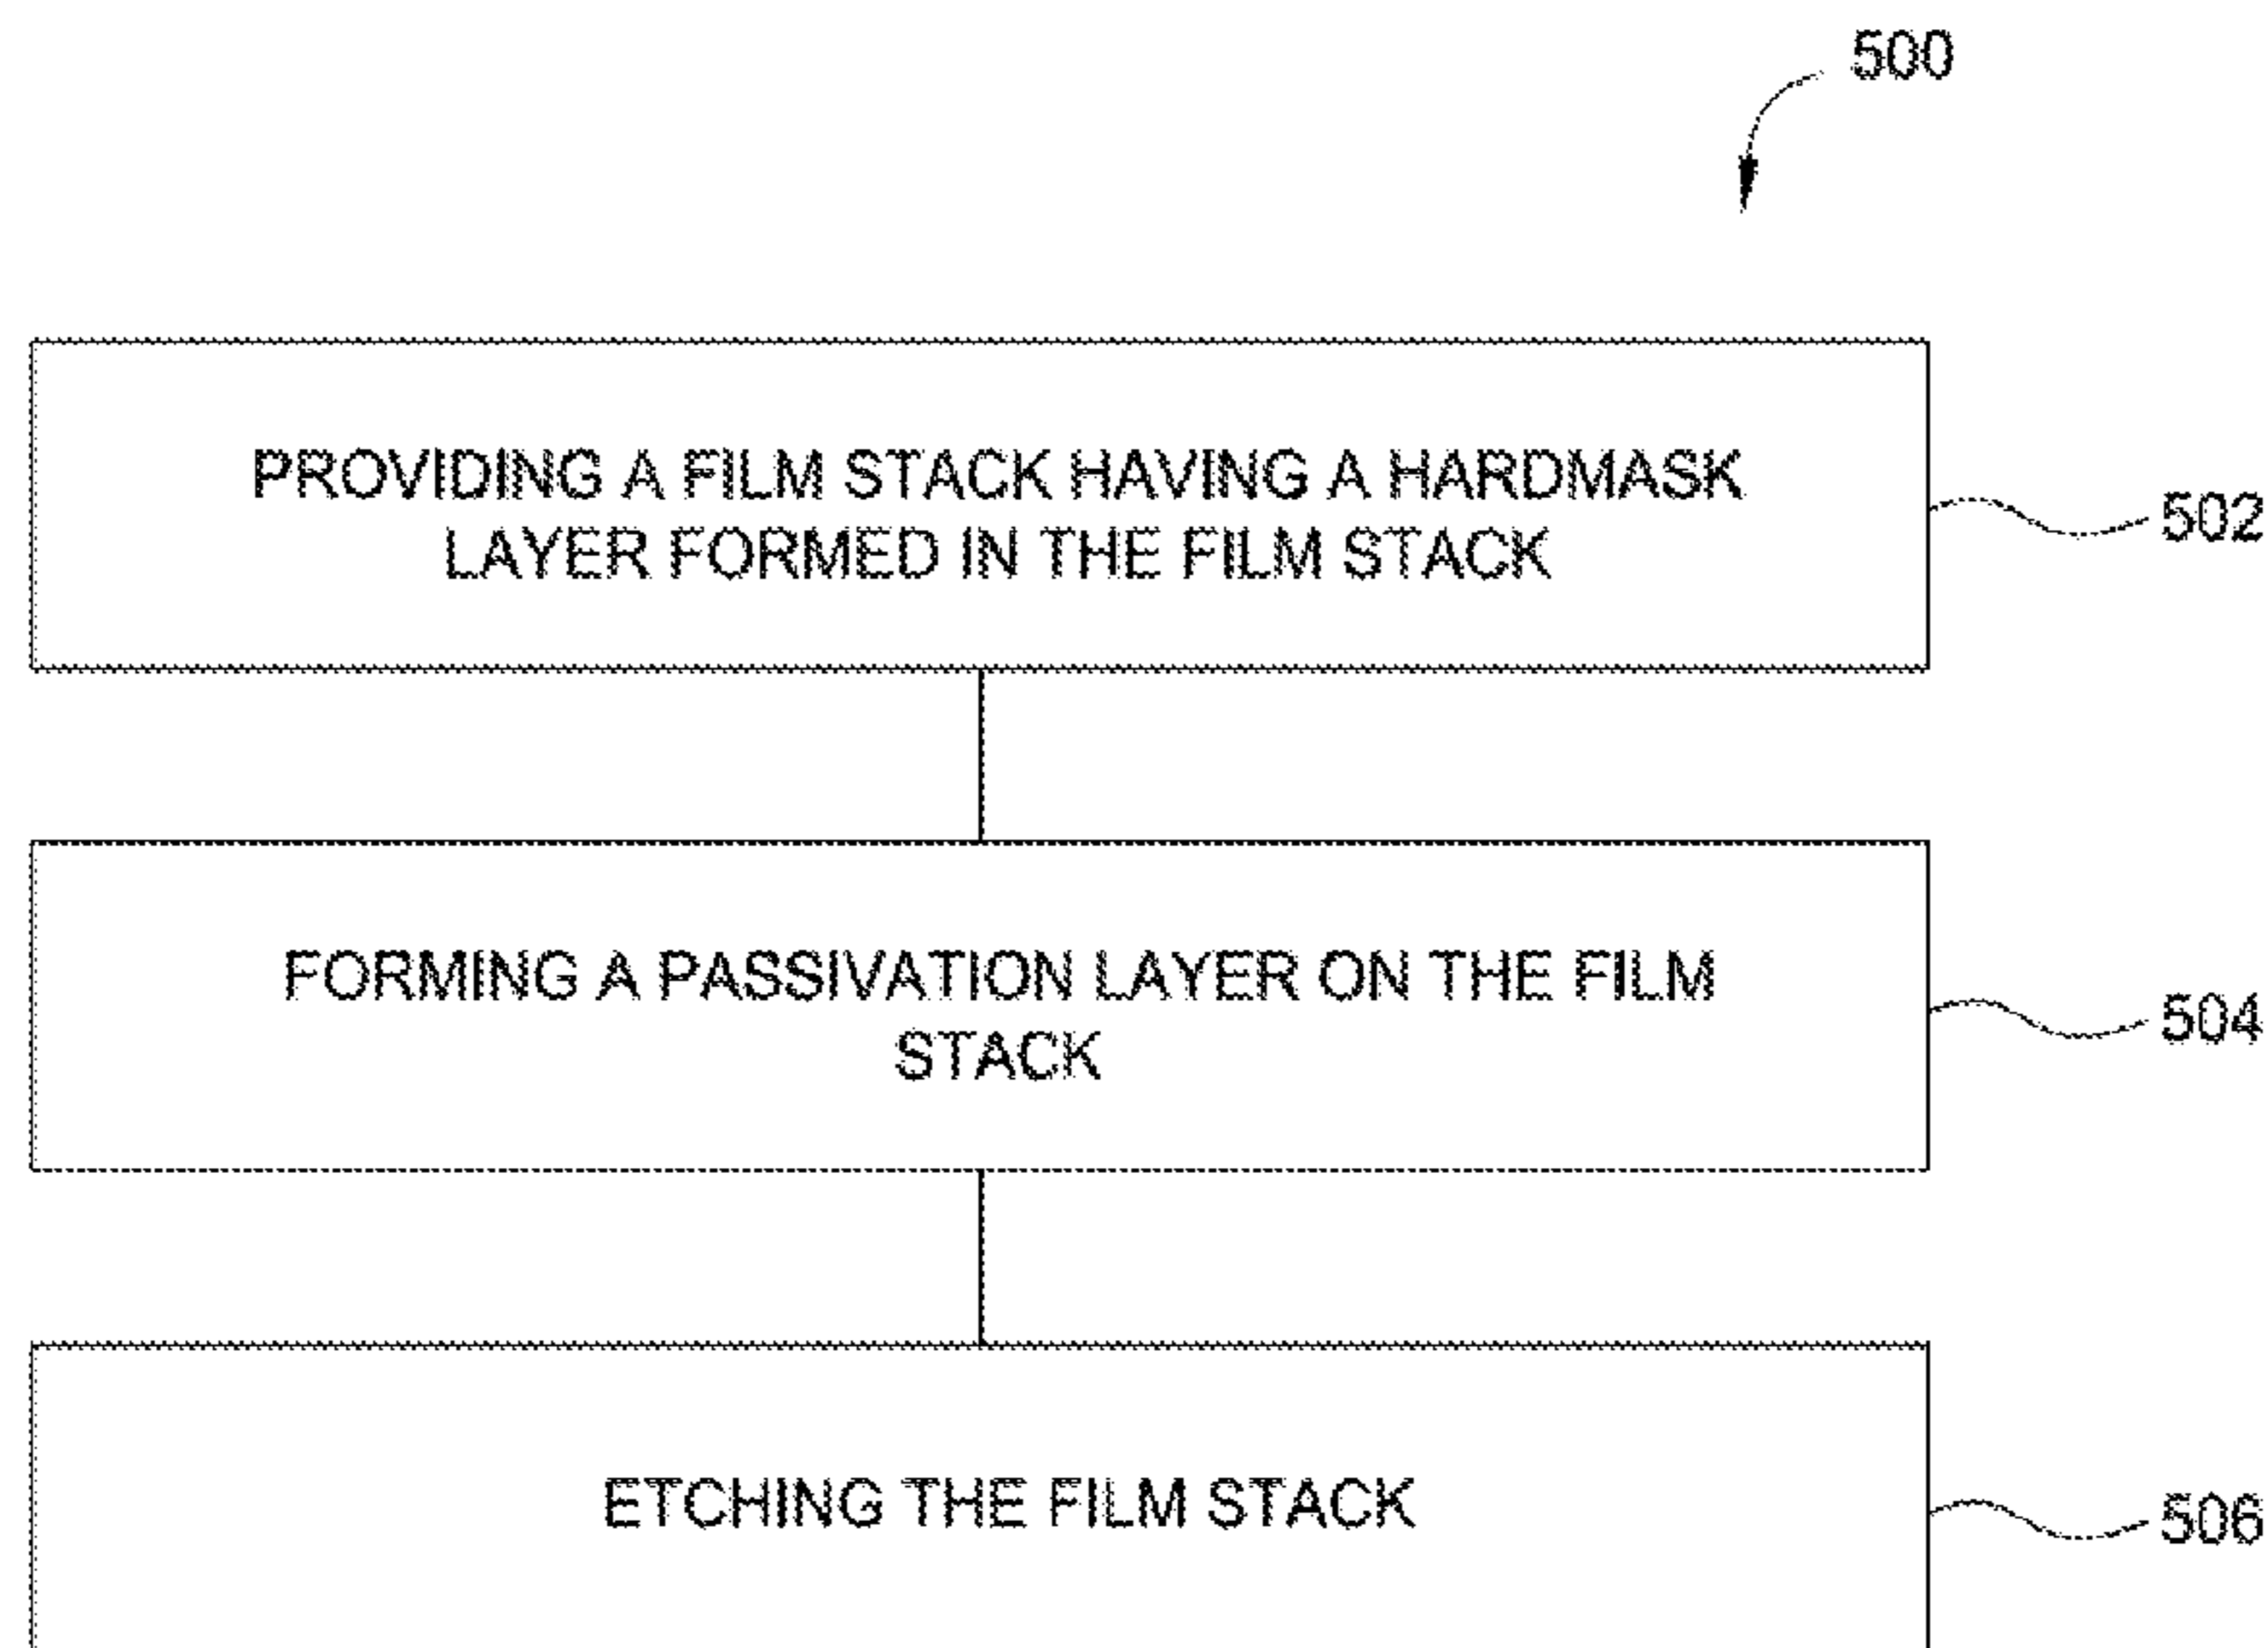 500
PROVIDING A FILM STACK HAVING A HARDMASK
LAYER FORMED IN THE FILM STACK
502
FORMING A PASSIVATION LAYER ON THE FILM
STACK
504
ETCHING THE FILM STACK
506